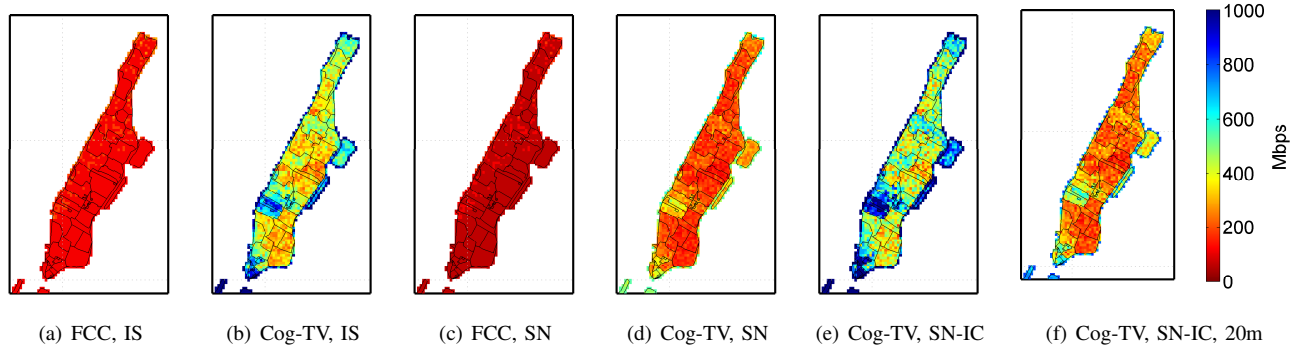 1000
800
600
400
200
0
Mbps
(a) FCC, IS
(b) Cog-TV, IS
(c) FCC, SN
(d) Cog-TV, SN
(e) Cog-TV, SN-IC
(f) Cog-TV, SN-IC, 20m